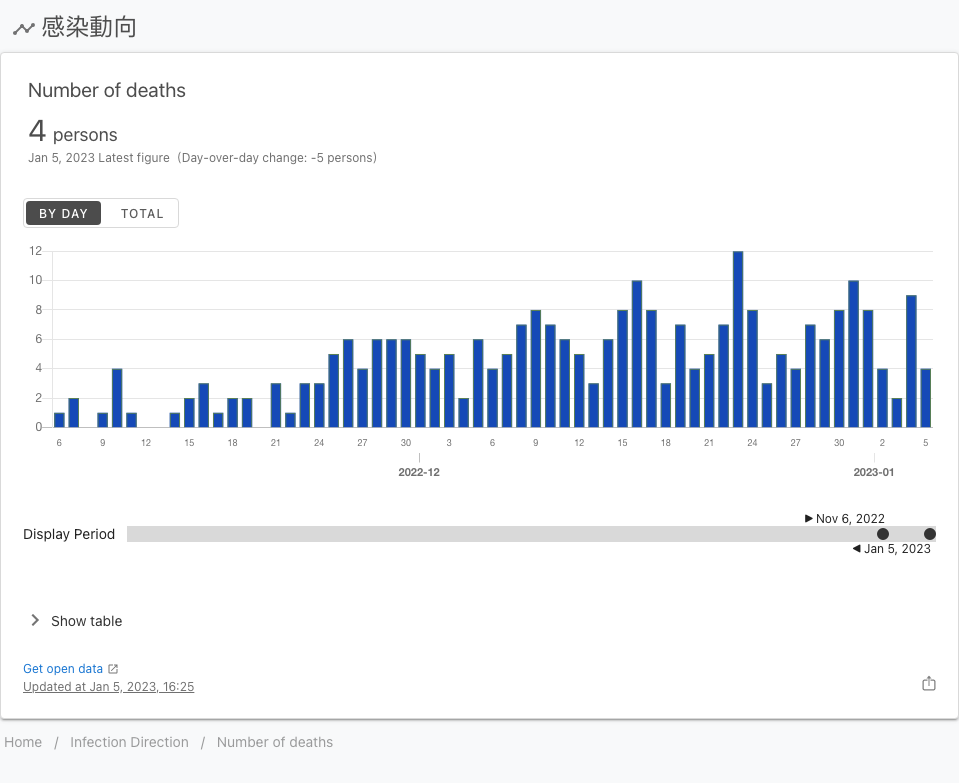 感染動向
Number of deaths
4 persons
Jan 5, 2023 Latest figure (Day-over-day change: -5 persons)
BY DAY TOTAL
12
10
8
6
4
2
0
6 9 12 15 18 21 24 27 30 3 6 9 12 15 18 21 24 27 30 2 5
2022-12 2023-01
Nov 6, 2022
Display Period
Jan 5, 2023
Show table
Get open data
Updated at Jan 5, 2023, 16:25
Home / Infection Direction / Number of deaths